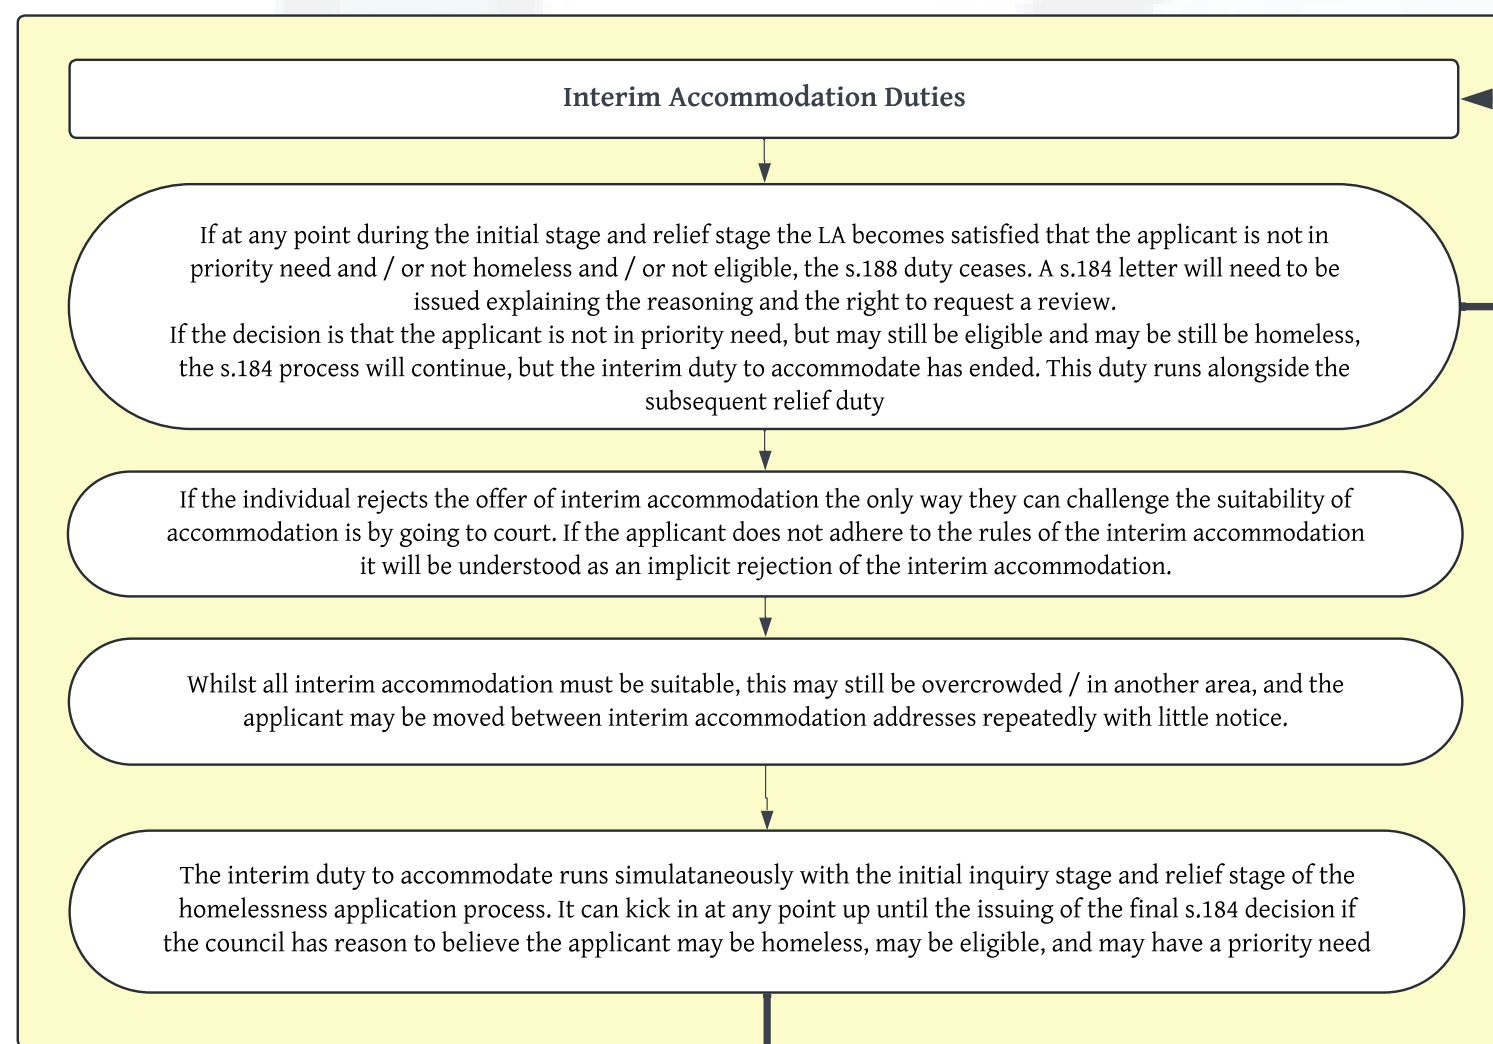 Interim Accommodation Duties
If at any point during the initial stage and relief stage the LA becomes satisfied that the applicant is not in
priority need and / or not homeless and / or not eligible, the s.188 duty ceases. A s.184 letter will need to be
issued explaining the reasoning and the right to request a review.
If the decision is that the applicant is not in priority need, but may still be eligible and may be still be homeless,
the s.184 process will continue, but the interim duty to accommodate has ended. This duty runs alongside the
subsequent relief duty
If the individual rejects the offer of interim accommodation the only way they can challenge the suitability of
accommodation is by going to court. If the applicant does not adhere to the rules of the interim accommodation
it will be understood as an implicit rejection of the interim accommodation.
Whilst all interim accommodation must be suitable, this may still be overcrowded / in another area, and the
applicant may be moved between interim accommodation addresses repeatedly with little notice.
The interim duty to accommodate runs simulataneously with the initial inquiry stage and relief stage of the
homelessness application process. It can kick in at any point up until the issuing of the final s.184 decision if
the council has reason to believe the applicant may be homeless, may be eligible, and may have a priority need